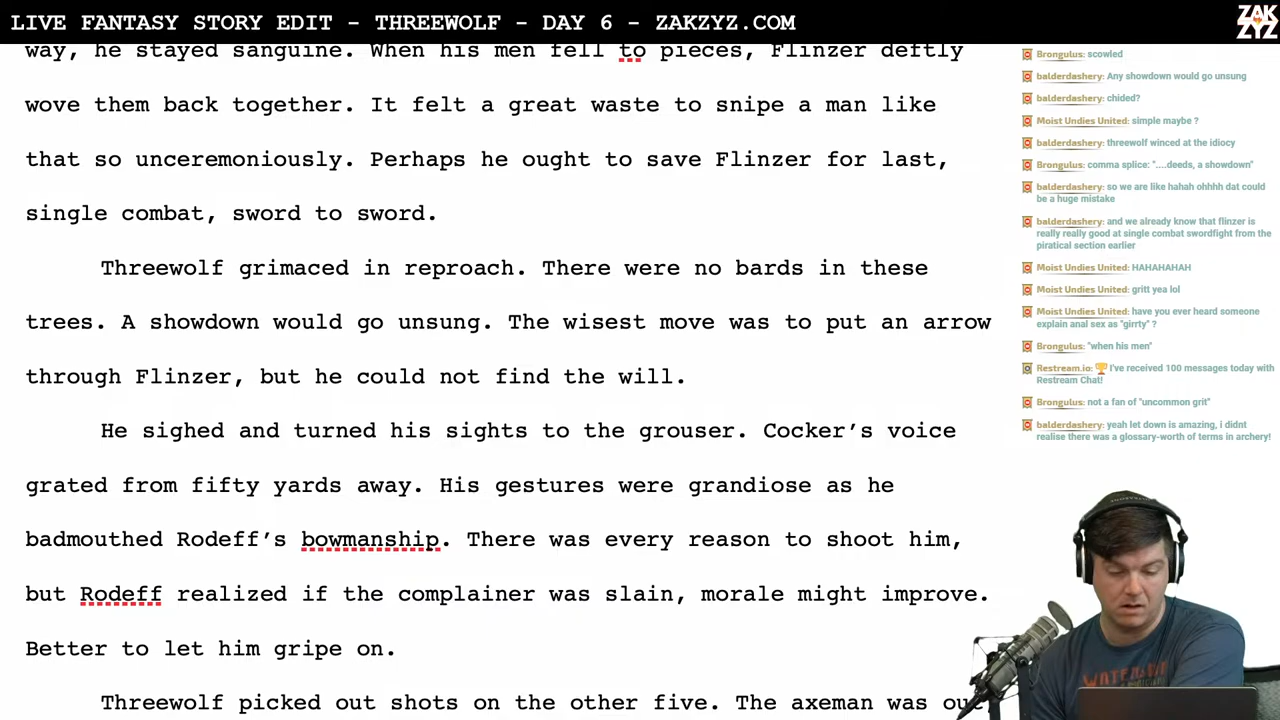 LIVE FANTASY STORY EDIT - THREEWOLF - DAY 6 - ZAKZYZ.COM
ZAK
ZYZ
way, he stayed sanguine. When his men fell to pieces, Flinzer deftly
wove them back together. It felt a great waste to snipe a man like
that so unceremoniously. Perhaps he ought to save Flinzer for last,
single combat, sword to sword.
Threewolf grimaced in reproach. There were no bards in these
trees. A showdown would go unsung. The wisest move was to put an arrow
through Flinzer, but he could not find the will.
He sighed and turned his sights to the grouser. Cocker’s voice
grated from fifty yards away. His gestures were grandiose as he
badmouthed Rodeff’s bowmanship. There was every reason to shoot him,
but Rodeff realized if the complainer was slain, morale might improve.
Better to let him gripe on.
Threewolf picked out shots on the other five. The axeman was
Brongulus: scowled
balderdashery: Any showdown would go unsung
balderdashery: chided?
Moist Undies United: simple maybe ?
balderdashery: threewolf winced at the idiocy
Brongulus: comma splice: "....deeds, a showdown"
balderdashery: so we are like hahah ohhhh dat could
be a huge mistake
balderdashery: and we already know that flinzer is
really really good at single combat swordfight from the
piratical section earlier
Moist Undies United: HAHAHAHAH
Moist Undies United: gritt yea lol
Moist Undies United: have you ever heard someone
explain anal sex as "girrty" ?
Brongulus: "when his men"
Restream.io: 🏆 I've received 100 messages today with
Restream Chat!
Brongulus: not a fan of "uncommon grit"
balderdashery: yeah let down is amazing, i didnt
realise there was a glossary-worth of terms in archery!